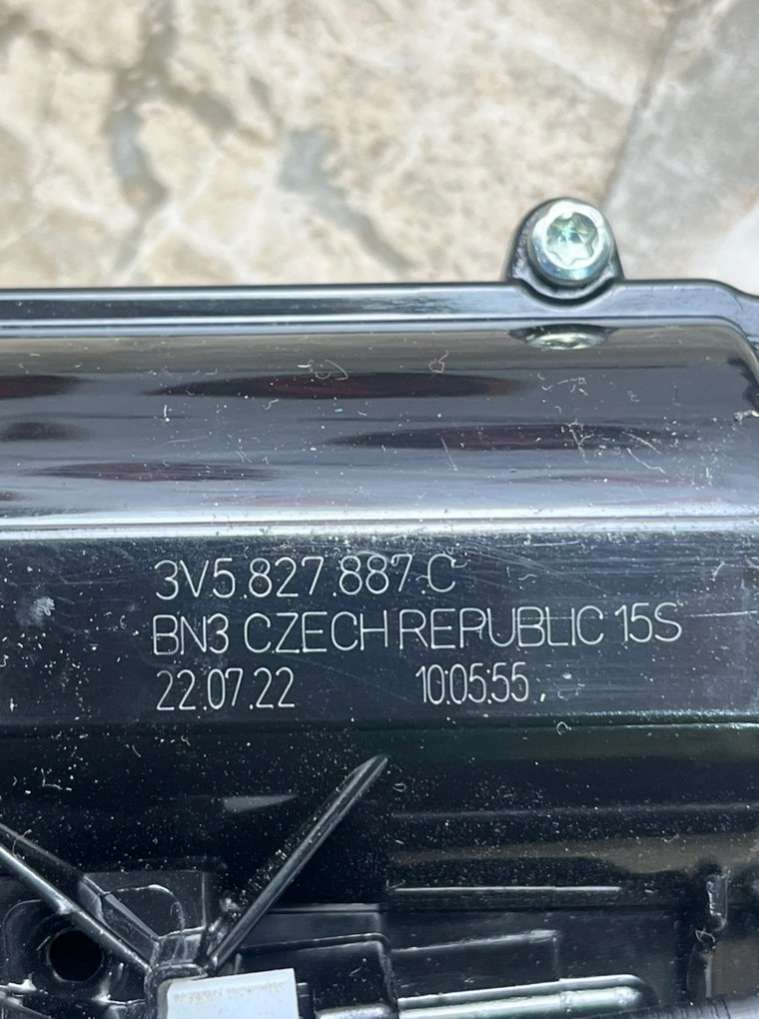 3V5.827.887.C
BN3 CZECH REPUBLIC 15S
22.07.22 10:05:55